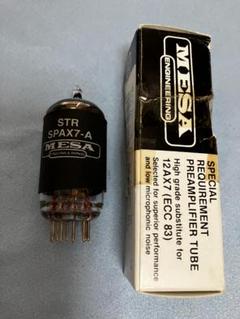 STR
SPAX7-A
MESA
MESA
ENGINEERING
SPECIAL
REQUIREMENT
PREAMPLIFIER TUBE
High grade substitute for
12AX7 (ECC 83)
Selected for superior performance
and low microphonic noise